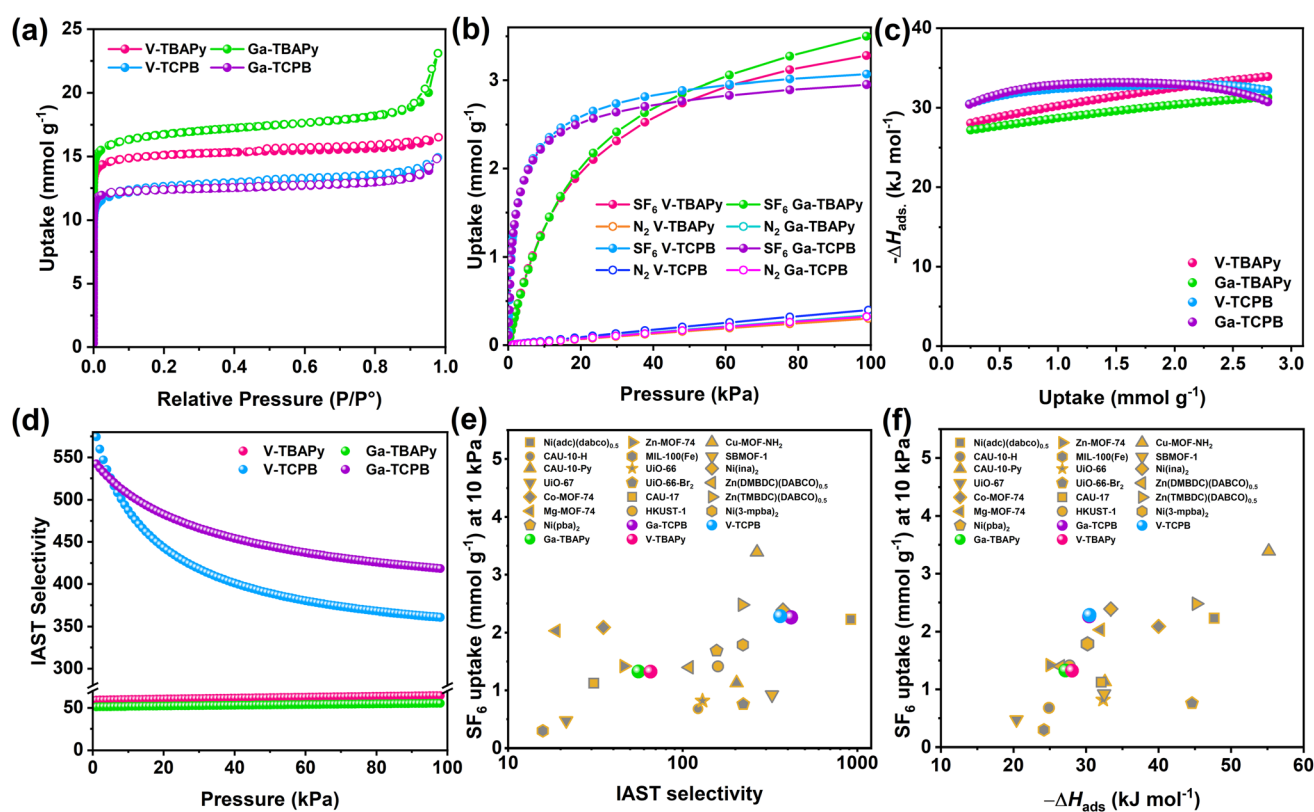 (a)
V-TBAPy Ga-TBAPy
V-TCPB Ga-TCPB
Uptake (mmol g⁻¹)
25
20
15
10
5
0
0.0 0.2 0.4 0.6 0.8 1.0
Relative Pressure (P/P°)
(b)
Uptake (mmol g⁻¹)
3
2
1
0
SF₆ V-TBAPy SF₆ Ga-TBAPy
N₂ V-TBAPy N₂ Ga-TBAPy
SF₆ V-TCPB SF₆ Ga-TCPB
N₂ V-TCPB N₂ Ga-TCPB
0 20 40 60 80 100
Pressure (kPa)
(c)
-ΔHads. (kJ mol⁻¹)
40
30
20
10
0
V-TBAPy
Ga-TBAPy
V-TCPB
Ga-TCPB
0.0 0.5 1.0 1.5 2.0 2.5 3.0
Uptake (mmol g⁻¹)
(d)
IAST Selectivity
550
500
450
400
350
300
50
V-TBAPy Ga-TBAPy
V-TCPB Ga-TCPB
0 20 40 60 80 100
Pressure (kPa)
(e)
SF₆ uptake (mmol g⁻¹) at 10 kPa
5
4
3
2
1
0
Ni(adc)(dabco)₀.₅ Zn-MOF-74 Cu-MOF-NH₂
CAU-10-H MIL-100(Fe) SBMOF-1
CAU-10-Py UiO-66 Ni(ina)₂
UiO-67 UiO-66-Br₂ Zn(DMBDC)(DABCO)₀.₅
Co-MOF-74 CAU-17 Zn(TMBDC)(DABCO)₀.₅
Mg-MOF-74 HKUST-1 Ni(3-mpba)₂
Ni(pba)₂ Ga-TCPB V-TCPB
Ga-TBAPy V-TBAPy
10 100 1000
IAST selectivity
(f)
SF₆ uptake (mmol g⁻¹) at 10 kPa
5
4
3
2
1
0
Ni(adc)(dabco)₀.₅ Zn-MOF-74 Cu-MOF-NH₂
CAU-10-H MIL-100(Fe) SBMOF-1
CAU-10-Py UiO-66 Ni(ina)₂
UiO-67 UiO-66-Br₂ Zn(DMBDC)(DABCO)₀.₅
Co-MOF-74 CAU-17 Zn(TMBDC)(DABCO)₀.₅
Mg-MOF-74 HKUST-1 Ni(3-mpba)₂
Ni(pba)₂ Ga-TCPB V-TCPB
Ga-TBAPy V-TBAPy
10 20 30 40 50 60
−ΔHads (kJ mol⁻¹)